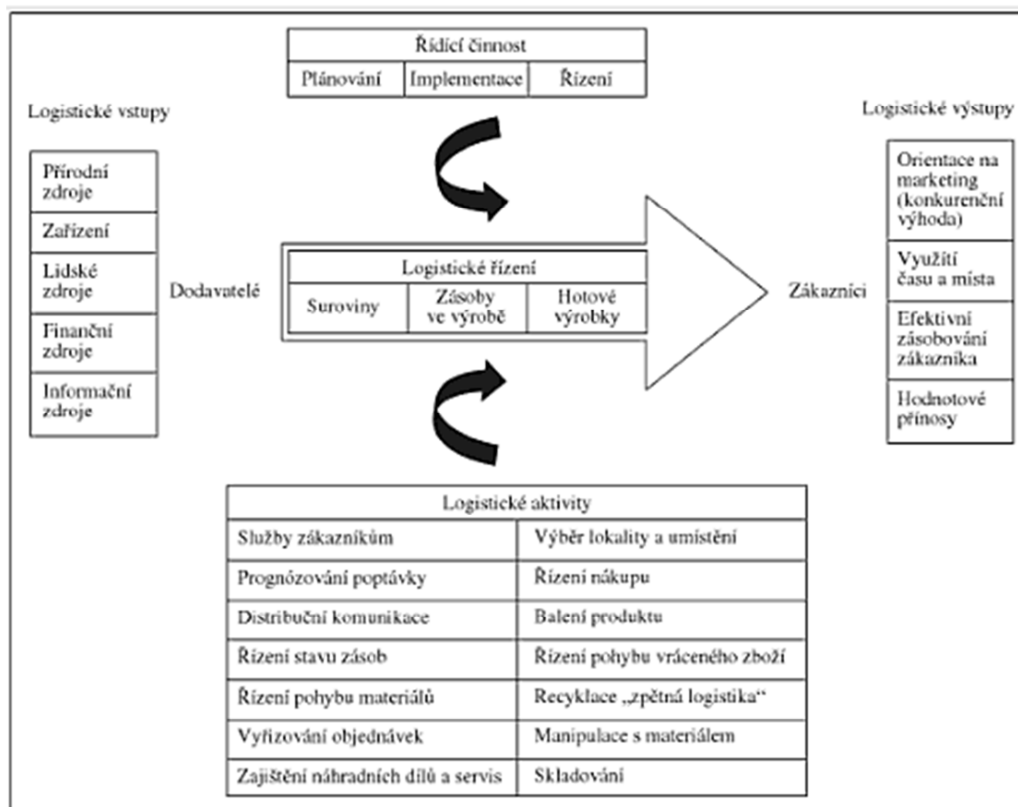 Řídící činnost
Plánování
Implementace
Řízení
Logistické vstupy
Přírodní
zdroje
Zařízení
Lidské
zdroje
Finanční
zdroje
Informační
zdroje
Dodavatelé
Logistické řízení
Suroviny
Zásoby
ve výrobě
Hotové
výrobky
Zákazníci
Logistické výstupy
Orientace na
marketing
(konkurenční
výhoda)
Využítí
času a místa
Efektivní
zásobování
zákazníka
Hodnotové
přínosy
Logistické aktivity
Služby zákazníkům
Výběr lokality a umístění
Prognózování poptávky
Řízení nákupu
Distribuční komunikace
Balení produktu
Řízení stavu zásob
Řízení pohybu vráceného zboží
Řízení pohybu materiálů
Recyklace „zpětná logistika“
Vyřizování objednávek
Manipulace s materiálem
Zajištění náhradních dílů a servis
Skladování